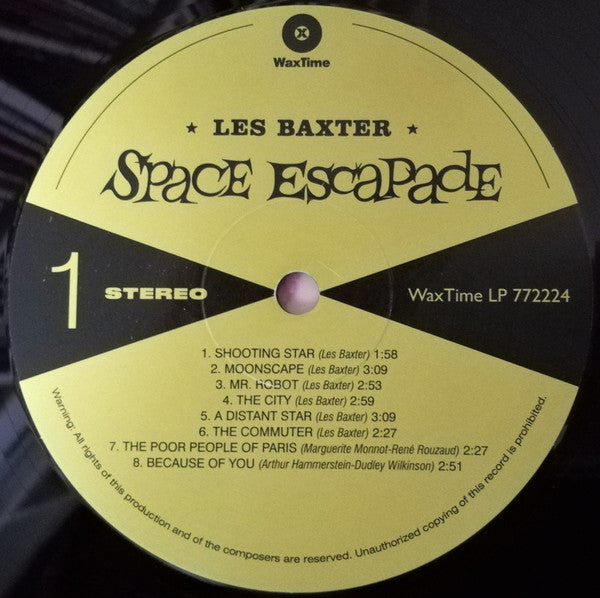 WaxTime
★ LES BAXTER ★
SPACE ESCAPADE
1 STEREO
WaxTime LP 772224
1. SHOOTING STAR (Les Baxter) 1:58
2. MOONSCAPE (Les Baxter) 3:09
3. MR. ROBOT (Les Baxter) 2:53
4. THE CITY (Les Baxter) 2:59
5. A DISTANT STAR (Les Baxter) 3:09
6. THE COMMUTER (Les Baxter) 2:27
7. THE POOR PEOPLE OF PARIS (Marguerite Monnot-René Rouzaud) 2:27
8. BECAUSE OF YOU (Arthur Hammerstein-Dudley Wilkinson) 2:51
Warning: All rights of this production and of the composers are reserved. Unauthorized copying of this record is prohibited.